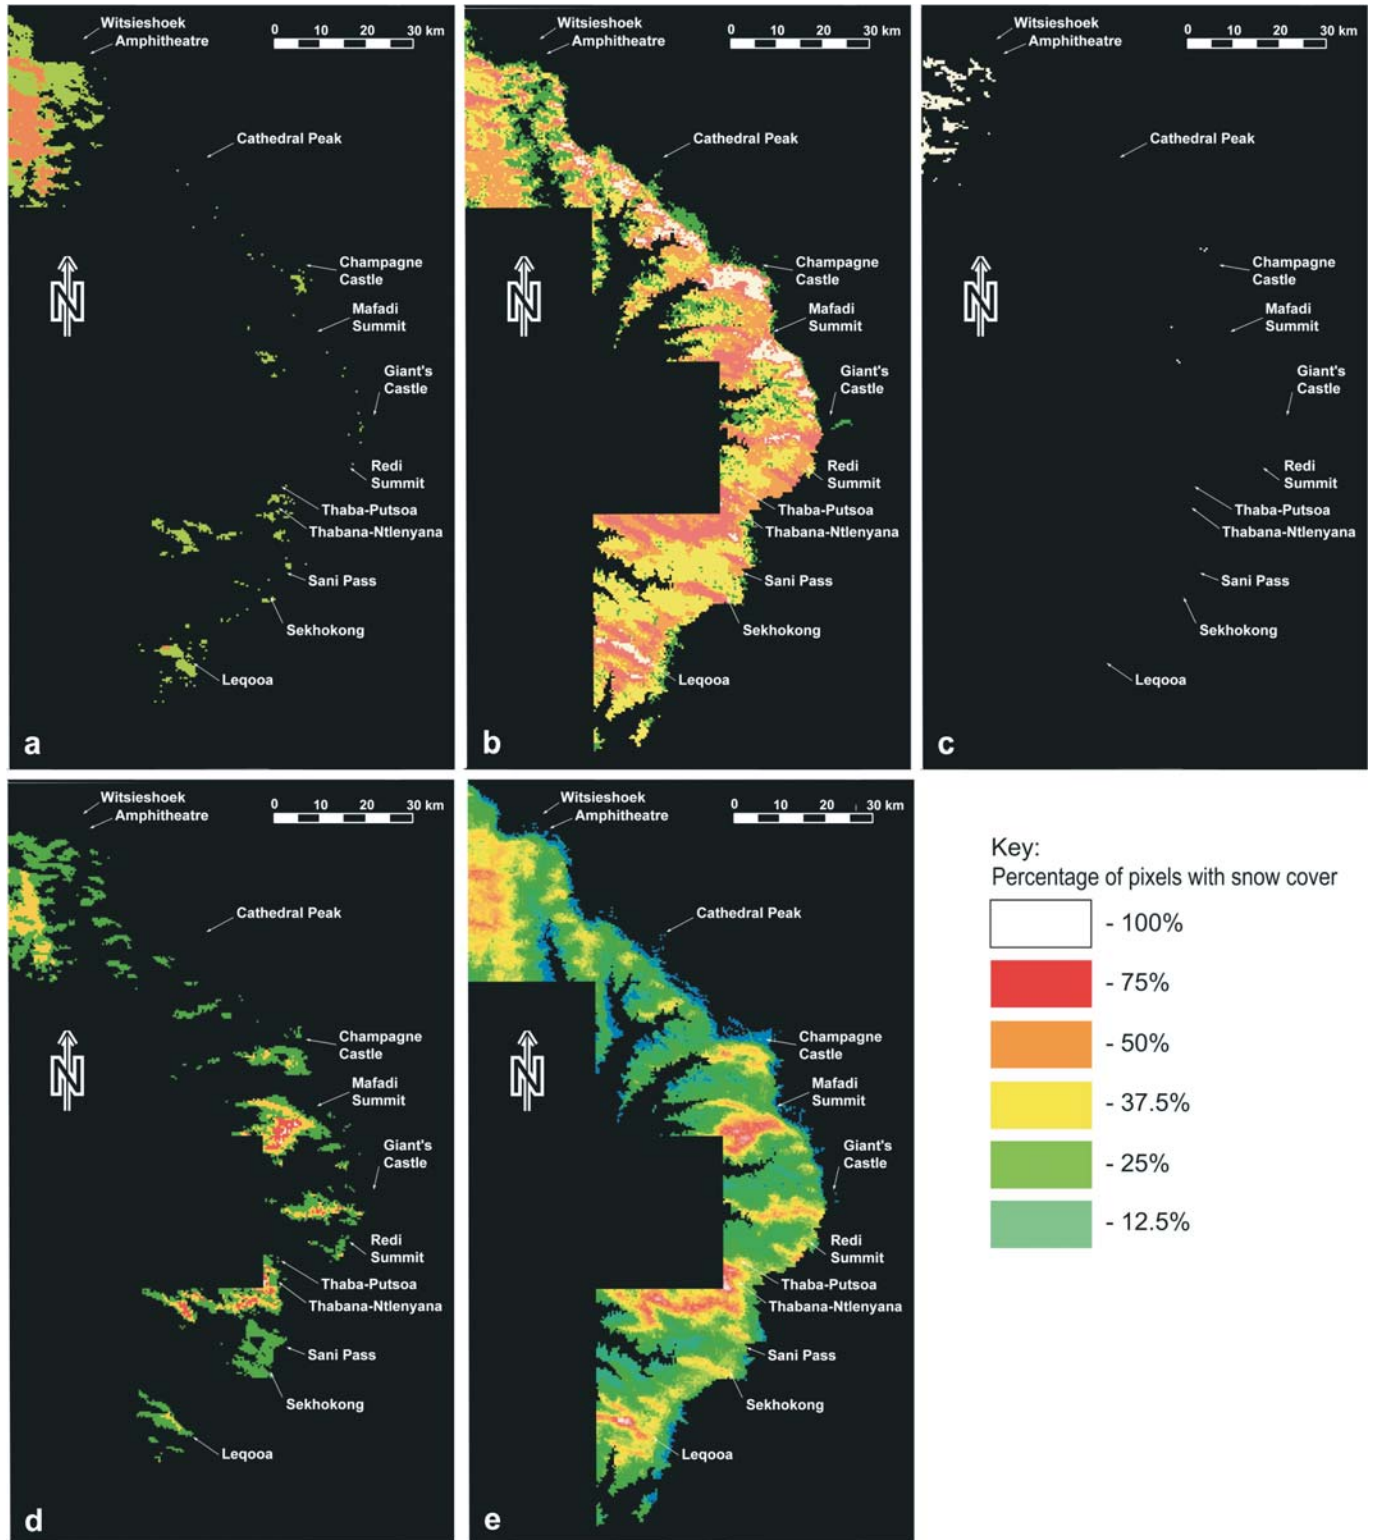 Witsieshoek
Amphitheatre
0 10 20 30 km
Cathedral Peak
Champagne
Castle
Mafadi
Summit
N
Giant's
Castle
Redi
Summit
Thaba-Putsoa
Thabana-Ntlenyana
Sani Pass
Sekhokong
Leqooa
a
Witsieshoek
Amphitheatre
0 10 20 30 km
Cathedral Peak
Champagne
Castle
Mafadi
Summit
N
Giant's
Castle
Redi
Summit
Thaba-Putsoa
Thabana-Ntlenyana
Sani Pass
Sekhokong
Leqooa
b
Witsieshoek
Amphitheatre
0 10 20 30 km
Cathedral Peak
Champagne
Castle
Mafadi
Summit
N
Giant's
Castle
Redi
Summit
Thaba-Putsoa
Thabana-Ntlenyana
Sani Pass
Sekhokong
Leqooa
c
Witsieshoek
Amphitheatre
0 10 20 30 km
Cathedral Peak
Champagne
Castle
Mafadi
Summit
N
Giant's
Castle
Redi
Summit
Thaba-Putsoa
Thabana-Ntlenyana
Sani Pass
Sekhokong
Leqooa
d
Witsieshoek
Amphitheatre
0 10 20 30 km
Cathedral Peak
Champagne
Castle
Mafadi
Summit
N
Giant's
Castle
Redi
Summit
Thaba-Putsoa
Thabana-Ntlenyana
Sani Pass
Sekhokong
Leqooa
e
Key:
Percentage of pixels with snow cover
- 100%
- 75%
- 50%
- 37.5%
- 25%
- 12.5%